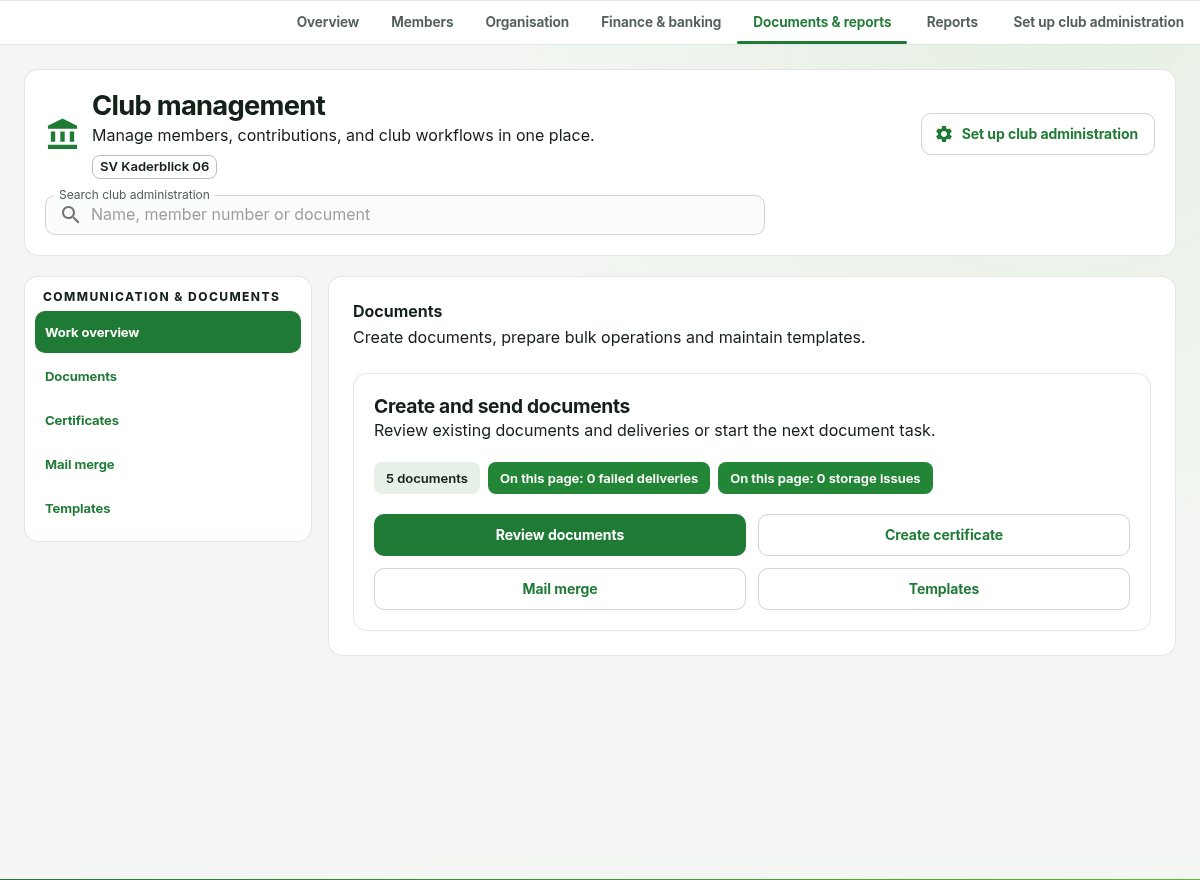 Overview Members Organisation Finance & banking Documents & reports Reports Set up club administration
Club management
Manage members, contributions, and club workflows in one place.
SV Kaderblick 06
Set up club administration
Search club administration
Name, member number or document
COMMUNICATION & DOCUMENTS
Work overview
Documents
Certificates
Mail merge
Templates
Documents
Create documents, prepare bulk operations and maintain templates.
Create and send documents
Review existing documents and deliveries or start the next document task.
5 documents On this page: 0 failed deliveries On this page: 0 storage issues
Review documents Create certificate
Mail merge Templates